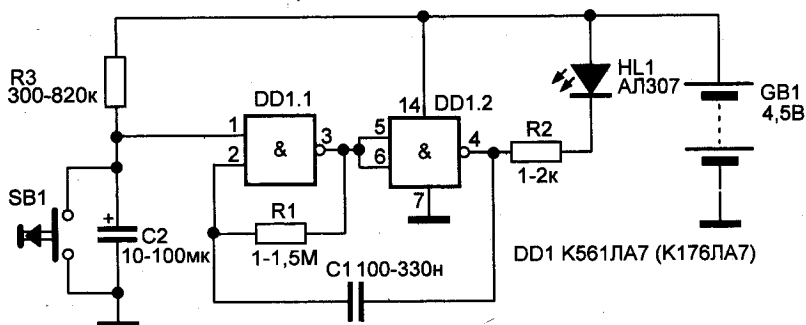 R3
300-820к
SB1
+
C2
10-100мк
1
2
DD1.1
&
3
R1
1-1,5М
C1 100-330н
5
6
14
DD1.2
&
7
4
R2
1-2к
HL1
АЛ307
GB1
4,5В
DD1 К561ЛА7 (К176ЛА7)